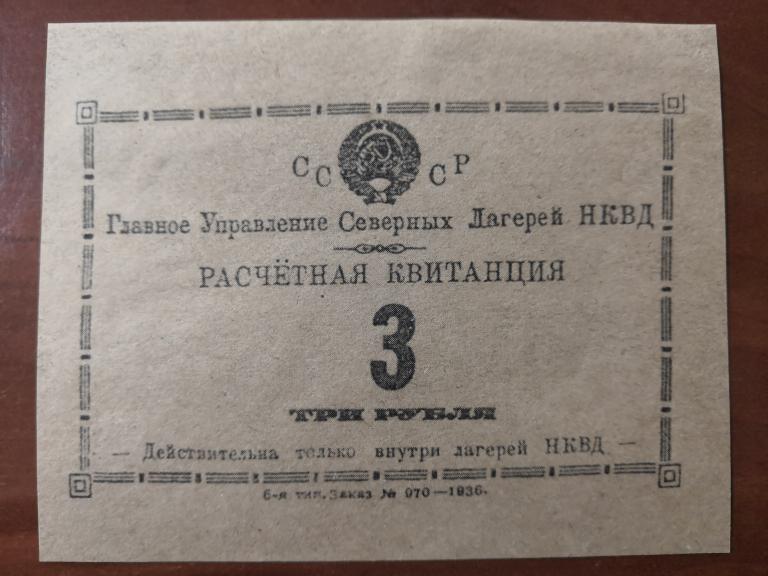 СССР
Главное Управление Северных Лагерей НКВД
РАСЧЁТНАЯ КВИТАНЦИЯ
3
ТРИ РУБЛЯ
— Действительна только внутри лагерей НКВД —
6-я тип. Заказ № 970—1936.